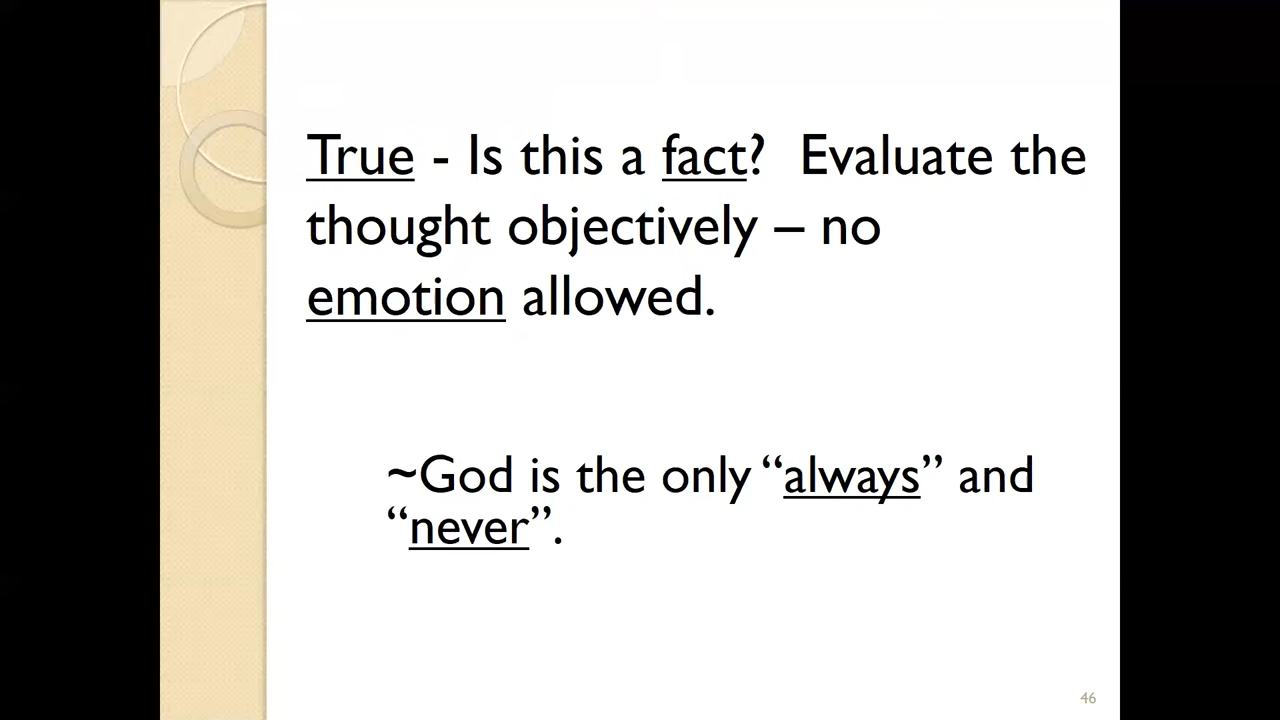 True - Is this a fact?  Evaluate the
thought objectively – no
emotion allowed.
~God is the only “always” and
“never”.
46